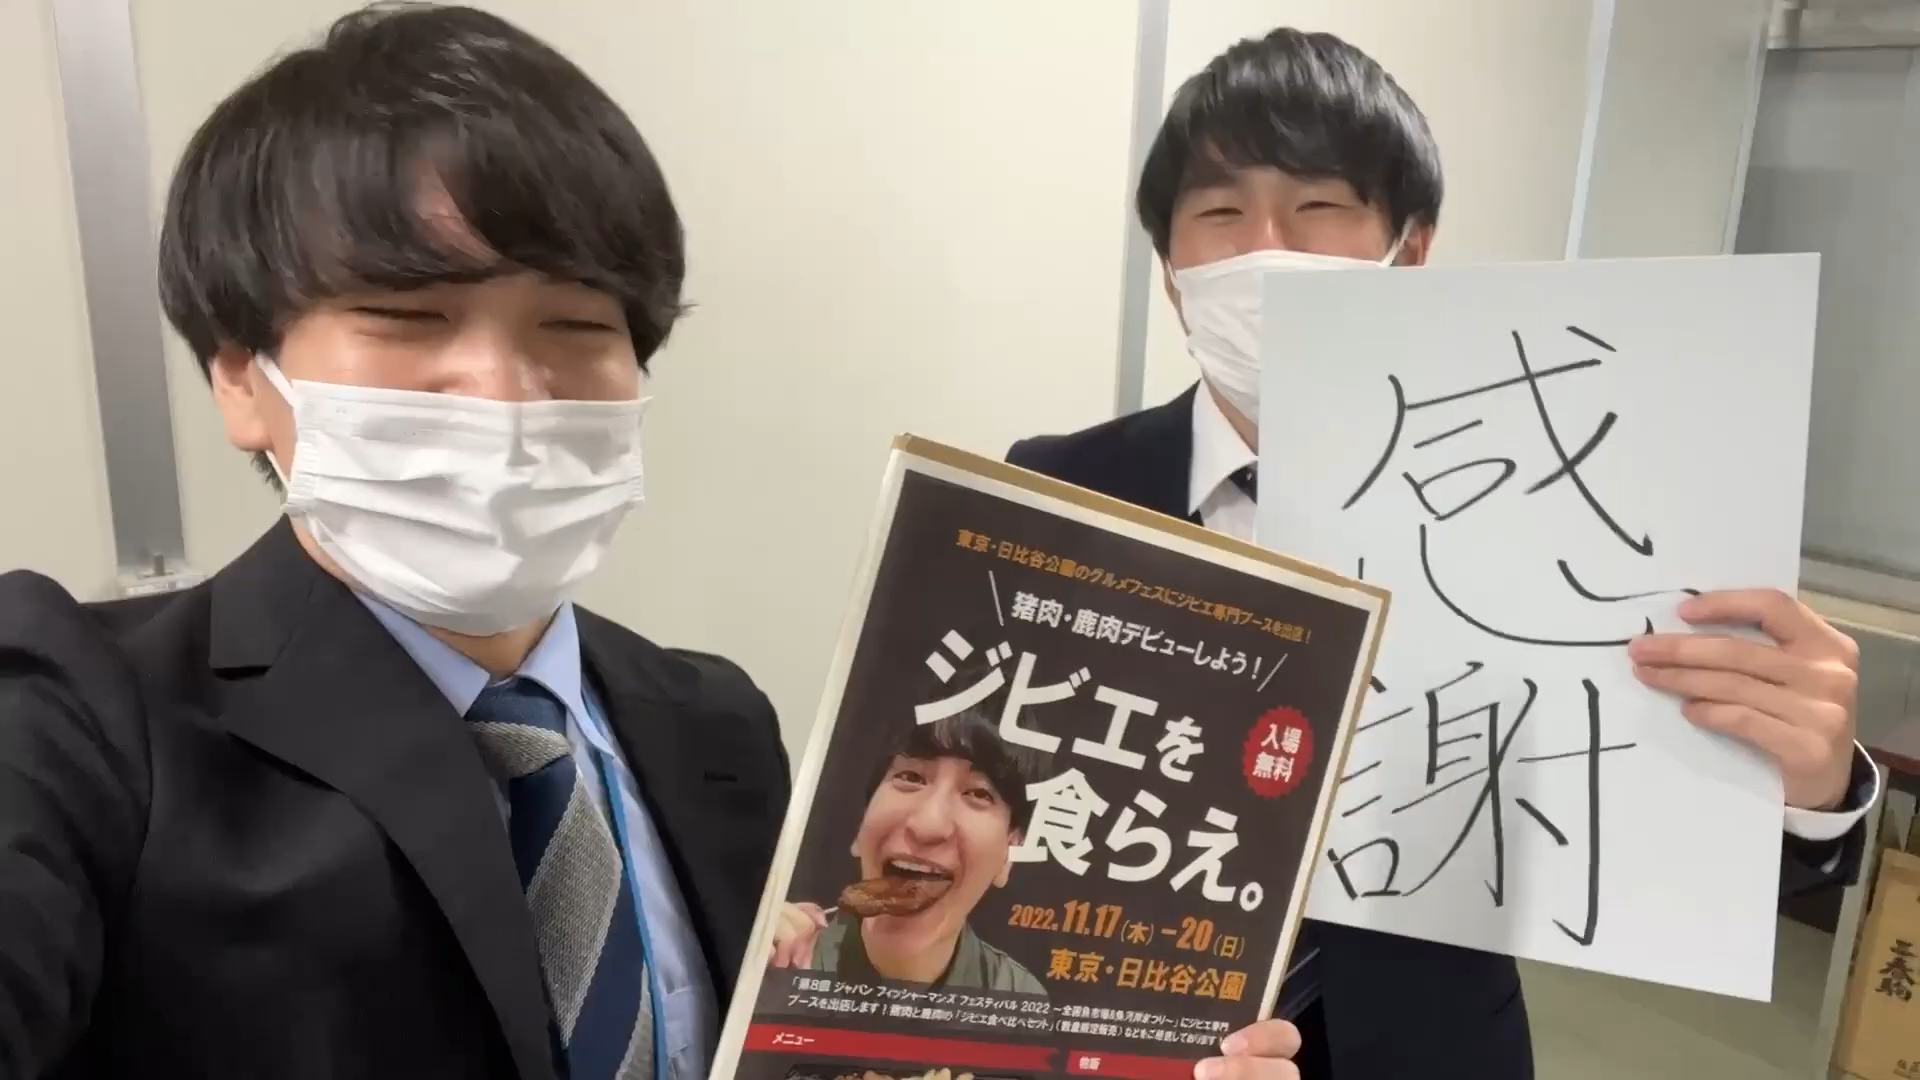 東京・日比谷公園のグルメフェスにジビエ専門ブースを出店！
猪肉・鹿肉デビューしよう！
ジビエを
食らえ。
入場
無料
2022.11.17(木)-20(日)
東京・日比谷公園
「第8回 ジャパン フィッシャーマンズ フェスティバル 2022 ～全国魚市場&魚河岸まつり～」にジビエ専門
ブースを出店します！猪肉と鹿肉の「ジビエ食べ比べセット」(数量限定販売)などをご用意しております！
メニュー
物販
感
謝
三春駒